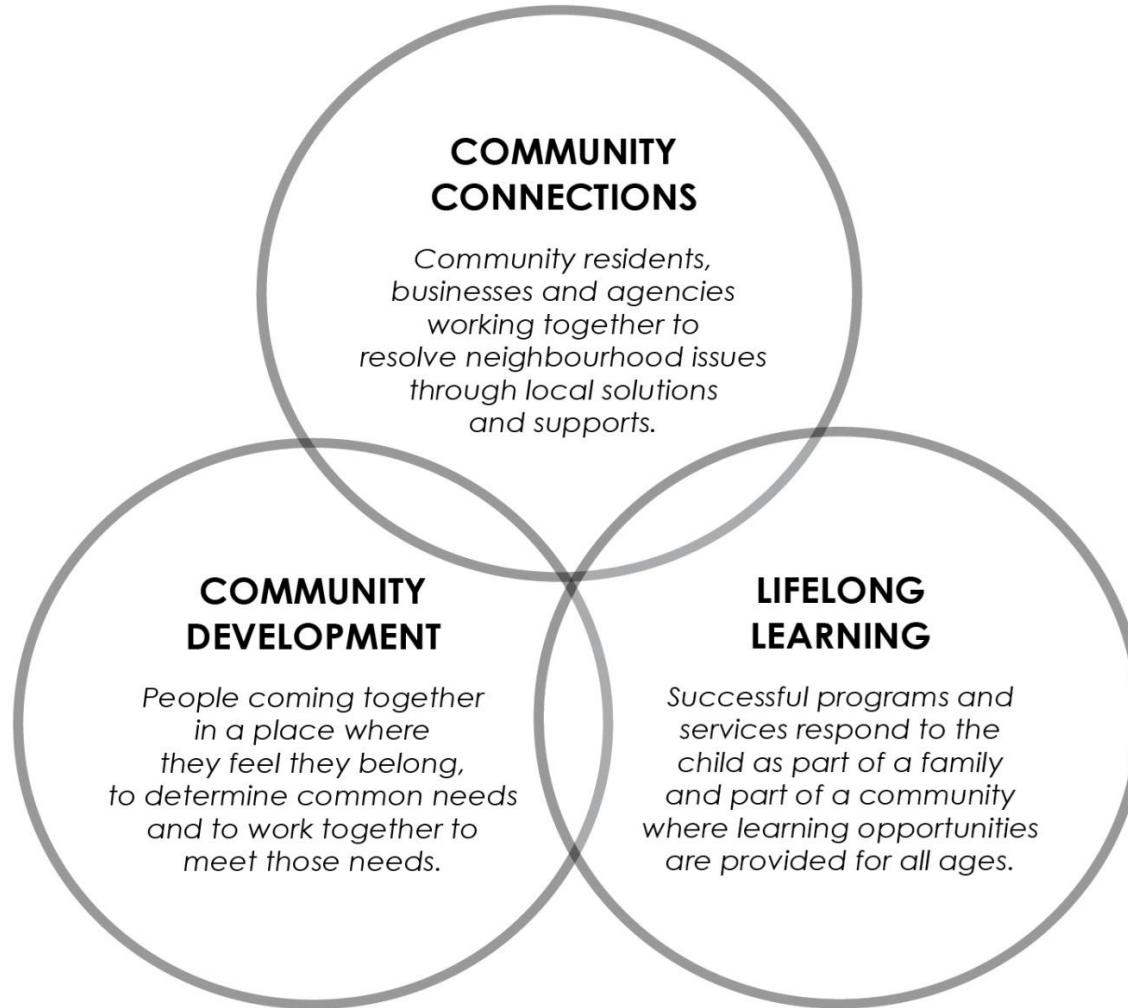 COMMUNITY
CONNECTIONS
Community residents,
businesses and agencies
working together to
resolve neighbourhood issues
through local solutions
and supports.
COMMUNITY
DEVELOPMENT
People coming together
in a place where
they feel they belong,
to determine common needs
and to work together to
meet those needs.
LIFELONG
LEARNING
Successful programs and
services respond to the
child as part of a family
and part of a community
where learning opportunities
are provided for all ages.